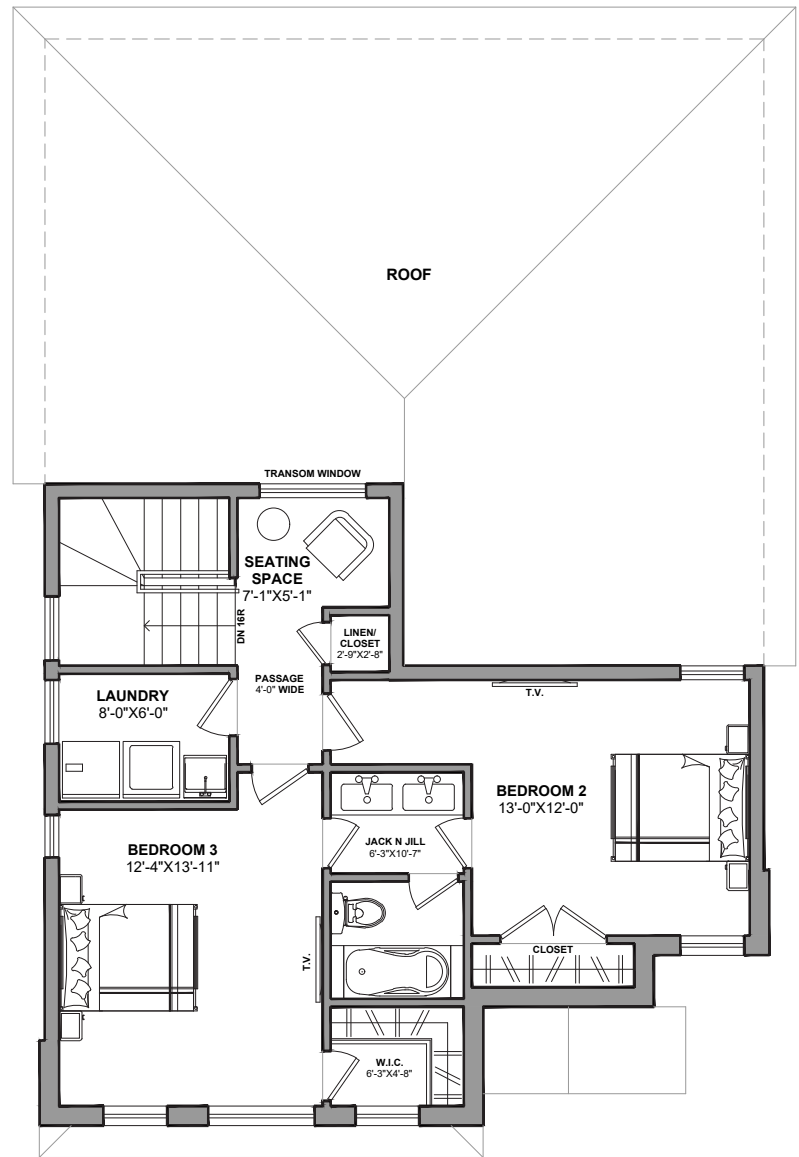 ROOF
TRANSOM WINDOW
SEATING
SPACE
7'-1"X5'-1"
DN 16R
LINEN/
CLOSET
2'-9"X2'-8"
PASSAGE
4'-0" WIDE
LAUNDRY
8'-0"X6'-0"
T.V.
BEDROOM 2
13'-0"X12'-0"
JACK N JILL
6'-3"X10'-7"
BEDROOM 3
12'-4"X13'-11"
T.V.
CLOSET
W.I.C.
6'-3"X4'-8"